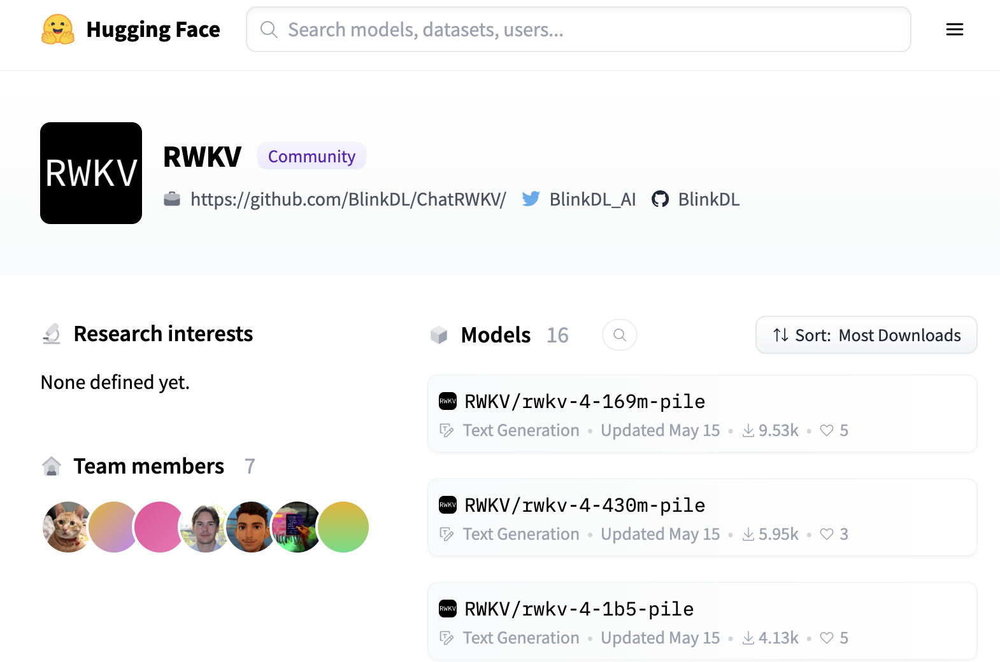 Hugging Face
Search models, datasets, users...
RWKV
RWKV
Community
https://github.com/BlinkDL/ChatRWKV/
BlinkDL_AI
BlinkDL
Research interests
None defined yet.
Team members 7
Models 16
Sort: Most Downloads
RWKV
RWKV/rwkv-4-169m-pile
Text Generation • Updated May 15 • 9.53k • 5
RWKV
RWKV/rwkv-4-430m-pile
Text Generation • Updated May 15 • 5.95k • 3
RWKV
RWKV/rwkv-4-1b5-pile
Text Generation • Updated May 15 • 4.13k • 5